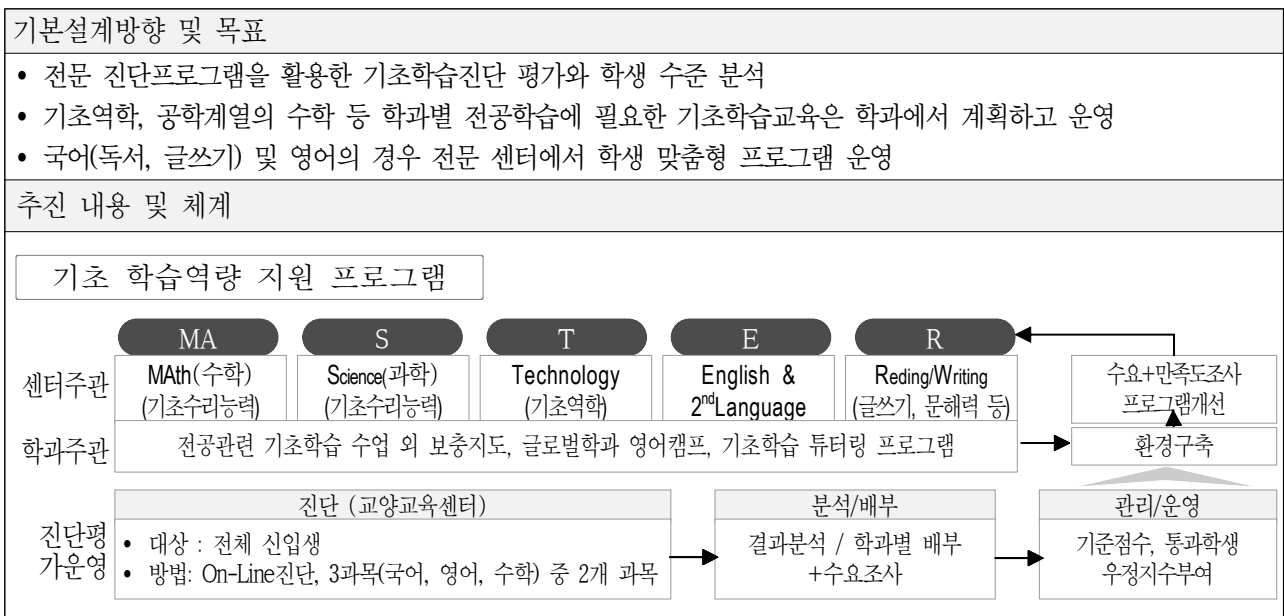 기본설계방향 및 목표
• 전문 진단프로그램을 활용한 기초학습진단 평가와 학생 수준 분석
• 기초역학, 공학계열의 수학 등 학과별 전공학습에 필요한 기초학습교육은 학과에서 계획하고 운영
• 국어(독서, 글쓰기) 및 영어의 경우 전문 센터에서 학생 맞춤형 프로그램 운영
추진 내용 및 체계
기초 학습역량 지원 프로그램
MA
S
T
E
R
센터주관
MAth(수학)
(기초수리능력)
Science(과학)
(기초수리능력)
Technology
(기초역학)
English &
2nd Language
Reding/Writing
(글쓰기, 문해력 등)
수요+만족도조사
프로그램개선
학과주관
전공관련 기초학습 수업 외 보충지도, 글로벌학과 영어캠프, 기초학습 튜터링 프로그램
환경구축
진단평
가운영
진단 (교양교육센터)
• 대상 : 전체 신입생
• 방법: On-Line진단, 3과목(국어, 영어, 수학) 중 2개 과목
분석/배부
결과분석 / 학과별 배부
+수요조사
관리/운영
기준점수, 통과학생
우정지수부여